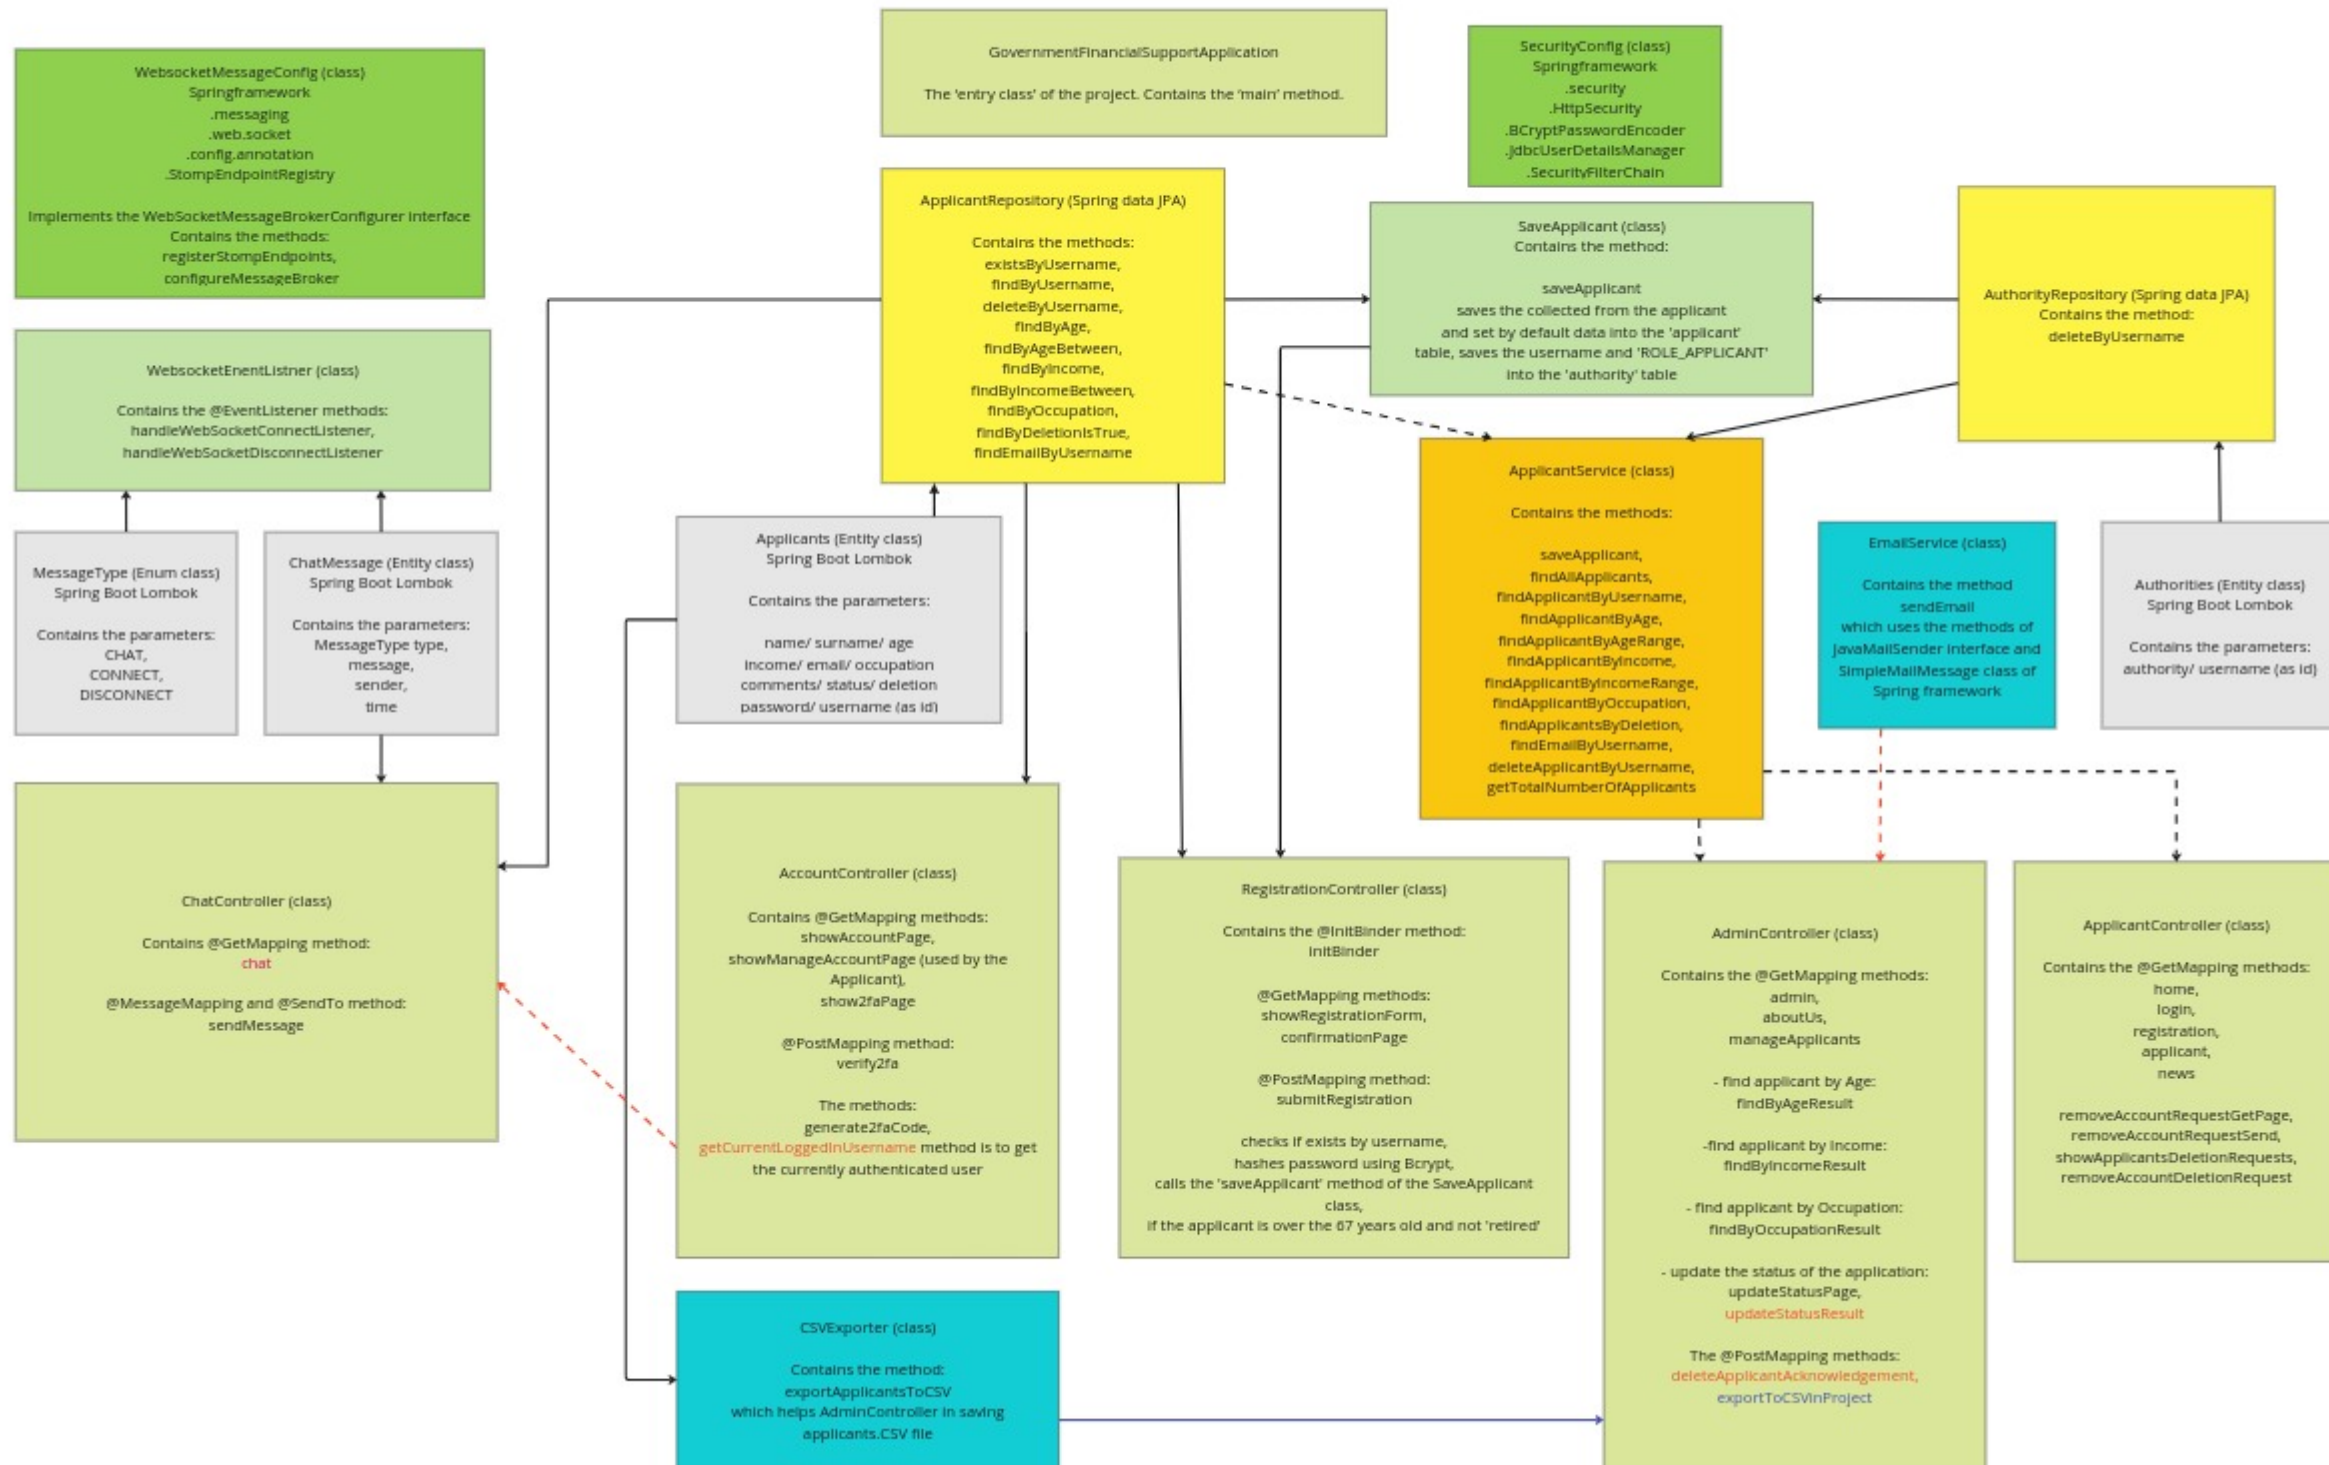 GovernmentFinancialSupportApplication
The 'entry class' of the project. Contains the 'main' method.
WebsocketMessageConfig (class)
Springframework
.messaging
.web.socket
.config.annotation
.StompEndpointRegistry
Implements the WebSocketMessageBrokerConfigurer interface
Contains the methods:
registerStompEndpoints,
configureMessageBroker
SecurityConfig (class)
Springframework
.security
.HttpSecurity
.BCryptPasswordEncoder
.JdbcUserDetailsManager
.SecurityFilterChain
ApplicantRepository (Spring data JPA)
Contains the methods:
existsByUsername,
findByUsername,
deleteByUsername,
findByAge,
findByAgeBetween,
findByIncome,
findByIncomeBetween,
findByOccupation,
findByDeletionIsTrue,
findEmailByUsername
SaveApplicant (class)
Contains the method:
saveApplicant
saves the collected from the applicant
and set by default data into the 'applicant'
table, saves the username and 'ROLE_APPLICANT'
into the 'authority' table
AuthorityRepository (Spring data JPA)
Contains the method:
deleteByUsername
WebsocketEnentListner (class)
Contains the @EventListener methods:
handleWebSocketConnectListener,
handleWebSocketDisconnectListener
MessageType (Enum class)
Spring Boot Lombok
Contains the parameters:
CHAT,
CONNECT,
DISCONNECT
ChatMessage (Entity class)
Spring Boot Lombok
Contains the parameters:
MessageType type,
message,
sender,
time
Applicants (Entity class)
Spring Boot Lombok
Contains the parameters:
name/ surname/ age
income/ email/ occupation
comments/ status/ deletion
password/ username (as id)
ApplicantService (class)
Contains the methods:
saveApplicant,
findAllApplicants,
findApplicantByUsername,
findApplicantByAge,
findApplicantByAgeRange,
findApplicantByIncome,
findApplicantByIncomeRange,
findApplicantByOccupation,
findApplicantsByDeletion,
findEmailByUsername,
deleteApplicantByUsername,
getTotalNumberOfApplicants
EmailService (class)
Contains the method
sendEmail
which uses the methods of
JavaMailSender interface and
SimpleMailMessage class of
Spring framework
Authorities (Entity class)
Spring Boot Lombok
Contains the parameters:
authority/ username (as id)
ChatController (class)
Contains @GetMapping method:
chat
@MessageMapping and @SendTo method:
sendMessage
AccountController (class)
Contains @GetMapping methods:
showAccountPage,
showManageAccountPage (used by the
Applicant),
show2faPage
@PostMapping method:
verify2fa
The methods:
generate2faCode,
getCurrentLoggedInUsername method is to get
the currently authenticated user
RegistrationController (class)
Contains the @InitBinder method:
initBinder
@GetMapping methods:
showRegistrationForm,
confirmationPage
@PostMapping method:
submitRegistration
checks if exists by username,
hashes password using Bcrypt,
calls the 'saveApplicant' method of the SaveApplicant
class,
if the applicant is over the 67 years old and not 'retired'
AdminController (class)
Contains the @GetMapping methods:
admin,
aboutUs,
manageApplicants
- find applicant by Age:
findByAgeResult
-find applicant by Income:
findByIncomeResult
- find applicant by Occupation:
findByOccupationResult
- update the status of the application:
updateStatusPage,
updateStatusResult
The @PostMapping methods:
deleteApplicantAcknowledgement,
exportToCSVInProject
ApplicantController (class)
Contains the @GetMapping methods:
home,
login,
registration,
applicant,
news
removeAccountRequestGetPage,
removeAccountRequestSend,
showApplicantsDeletionRequests,
removeAccountDeletionRequest
CSVExporter (class)
Contains the method:
exportApplicantsToCSV
which helps AdminController in saving
applicants.CSV file